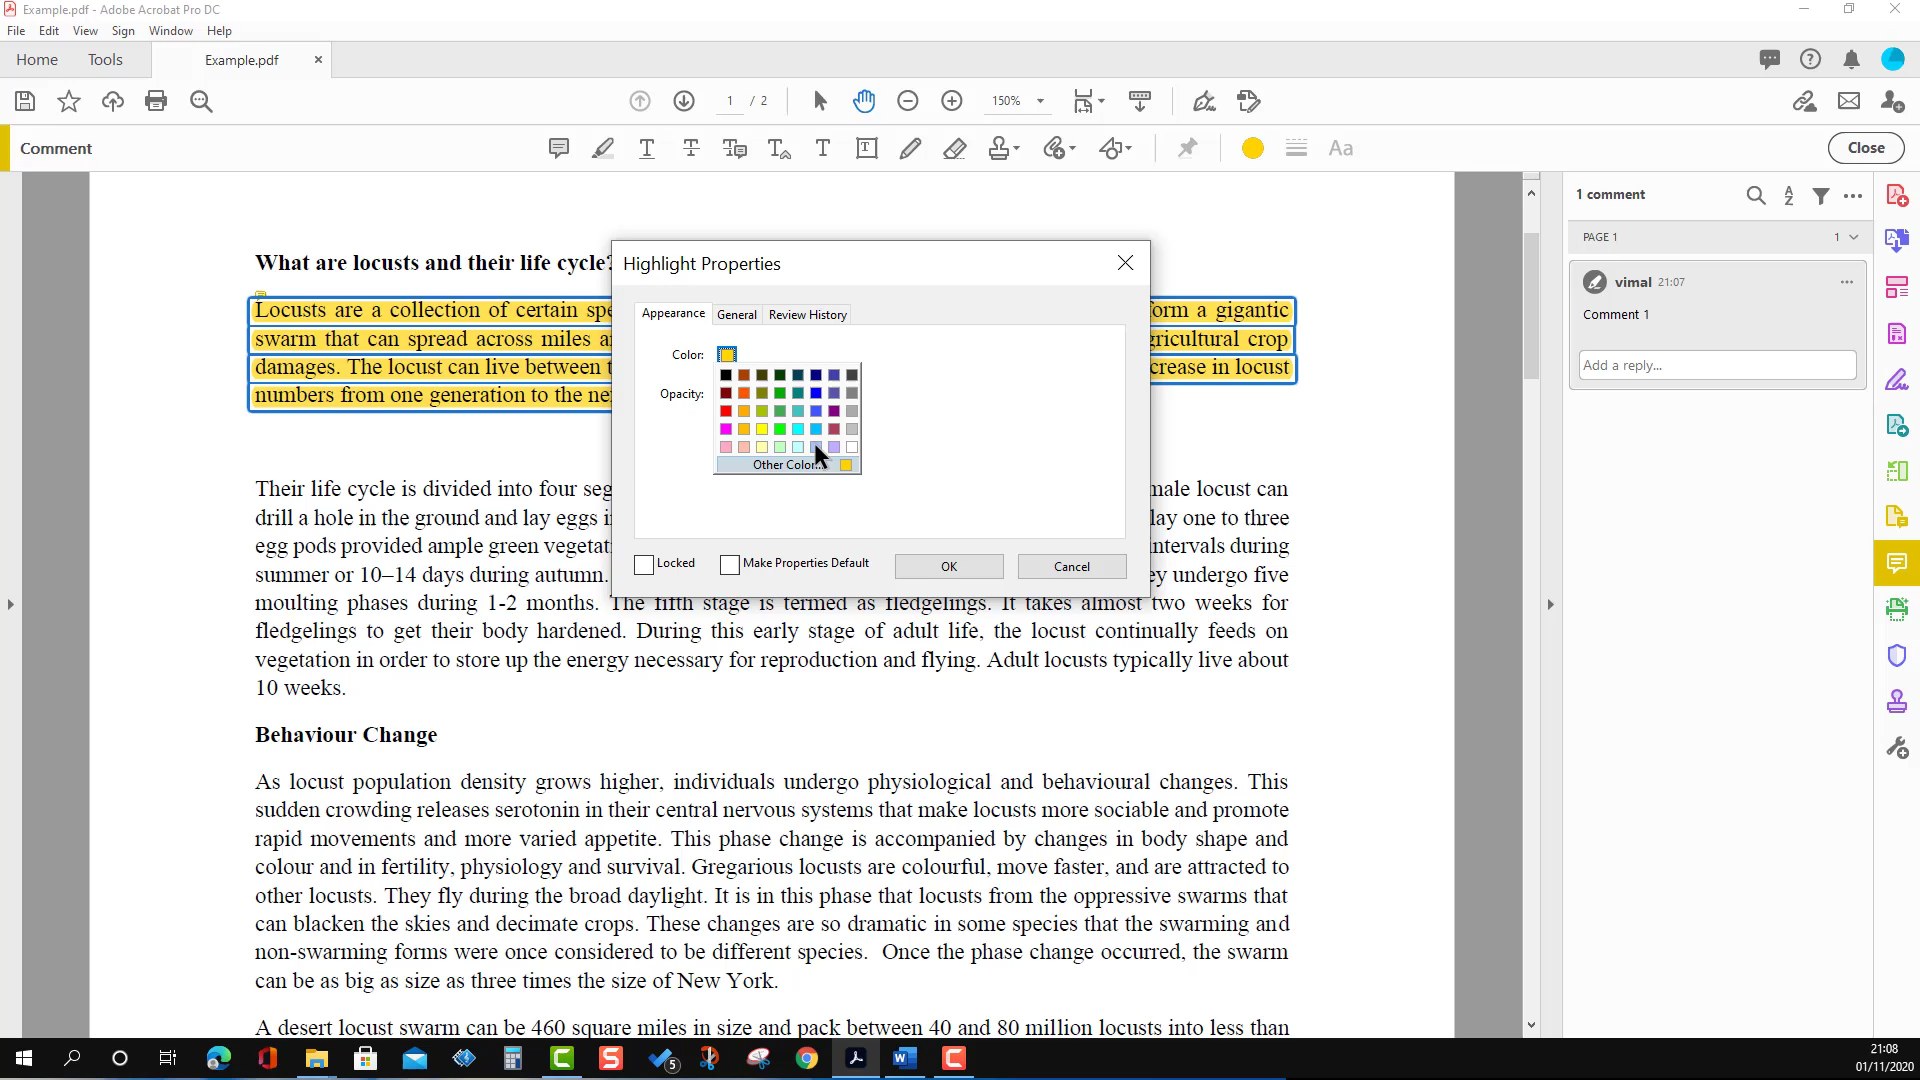 Example.pdf - Adobe Acrobat Pro DC
File Edit View Sign Window Help
Home Tools Example.pdf
1 / 2 150%
Comment
Close
Aa
1 comment
PAGE 1 1
vimal 21:07
Comment 1
Add a reply...
What are locusts and their life cycle?
Locusts are a collection of certain spe form a gigantic
swarm that can spread across miles a gricultural crop
damages. The locust can live between t crease in locust
numbers from one generation to the ne
Highlight Properties
Appearance General Review History
Color:
Opacity:
Other Color...
Locked Make Properties Default OK Cancel
Their life cycle is divided into four seg male locust can
drill a hole in the ground and lay eggs i lay one to three
egg pods provided ample green vegetati intervals during
summer or 10–14 days during autumn. ey undergo five
moulting phases during 1-2 months. The fifth stage is termed as fledgelings. It takes almost two weeks for
fledgelings to get their body hardened. During this early stage of adult life, the locust continually feeds on
vegetation in order to store up the energy necessary for reproduction and flying. Adult locusts typically live about
10 weeks.
Behaviour Change
As locust population density grows higher, individuals undergo physiological and behavioural changes. This
sudden crowding releases serotonin in their central nervous systems that make locusts more sociable and promote
rapid movements and more varied appetite. This phase change is accompanied by changes in body shape and
colour and in fertility, physiology and survival. Gregarious locusts are colourful, move faster, and are attracted to
other locusts. They fly during the broad daylight. It is in this phase that locusts from the oppressive swarms that
can blacken the skies and decimate crops. These changes are so dramatic in some species that the swarming and
non-swarming forms were once considered to be different species. Once the phase change occurred, the swarm
can be as big as size as three times the size of New York.
A desert locust swarm can be 460 square miles in size and pack between 40 and 80 million locusts into less than
5
21:08
01/11/2020